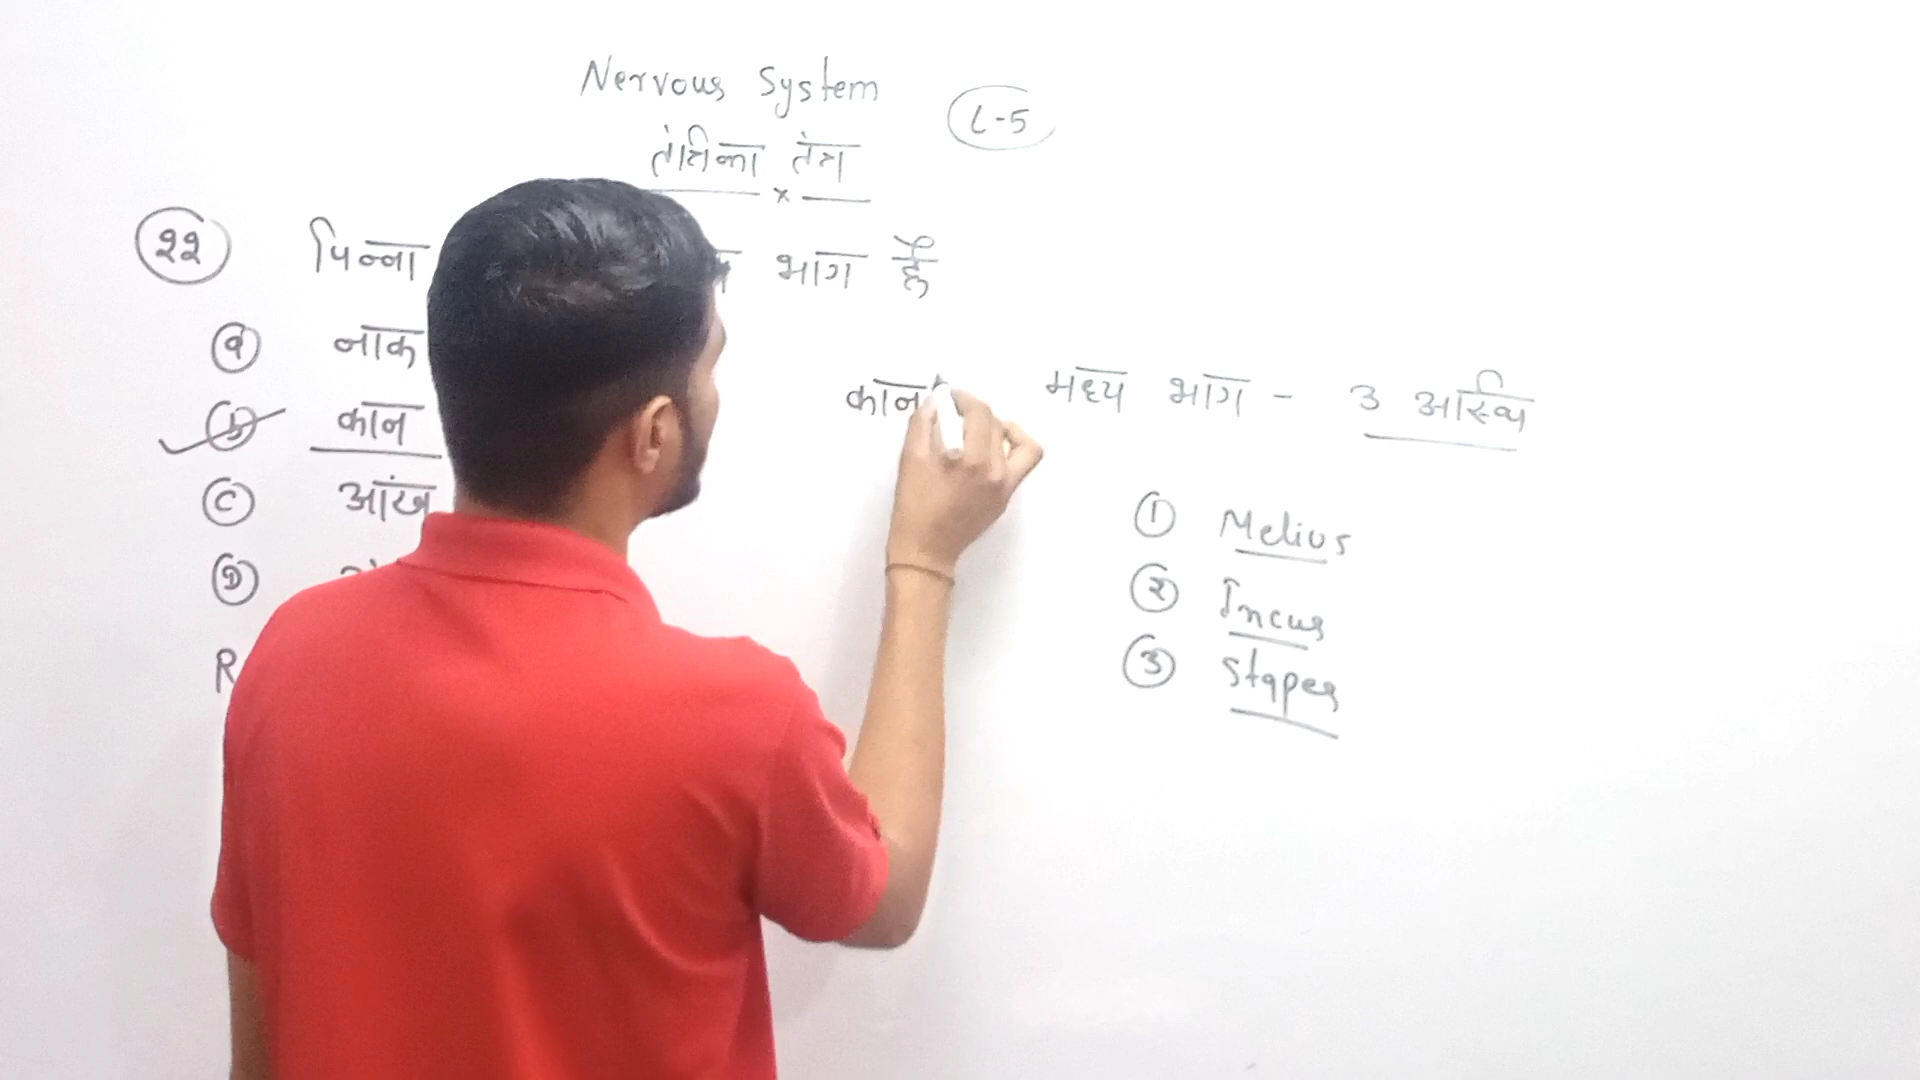 Nervous System
L-5
तंत्रिका तंत्र
x
22 पिन्ना भाग है
a नाक
b कान
c आंख
D
R
कान मध्य भाग - 3 अस्थि
1 Melius
2 Incus
3 Stapes